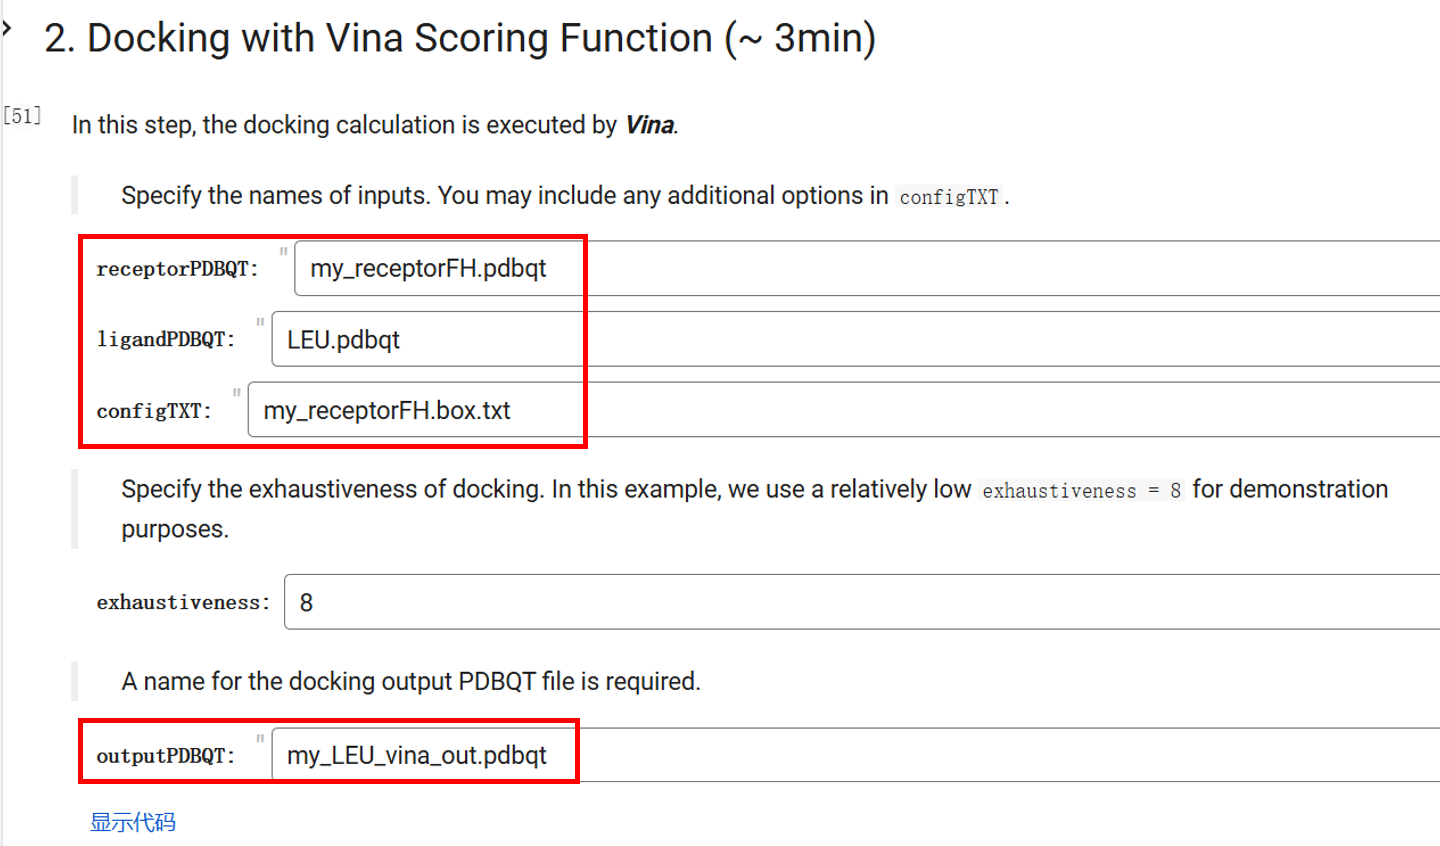 2. Docking with Vina Scoring Function (~ 3min)
[51]
In this step, the docking calculation is executed by Vina.
Specify the names of inputs. You may include any additional options in configTXT.
receptorPDBQT: " my_receptorFH.pdbqt
ligandPDBQT: " LEU.pdbqt
configTXT: " my_receptorFH.box.txt
Specify the exhaustiveness of docking. In this example, we use a relatively low exhaustiveness = 8 for demonstration
purposes.
exhaustiveness: 8
A name for the docking output PDBQT file is required.
outputPDBQT: " my_LEU_vina_out.pdbqt
显示代码